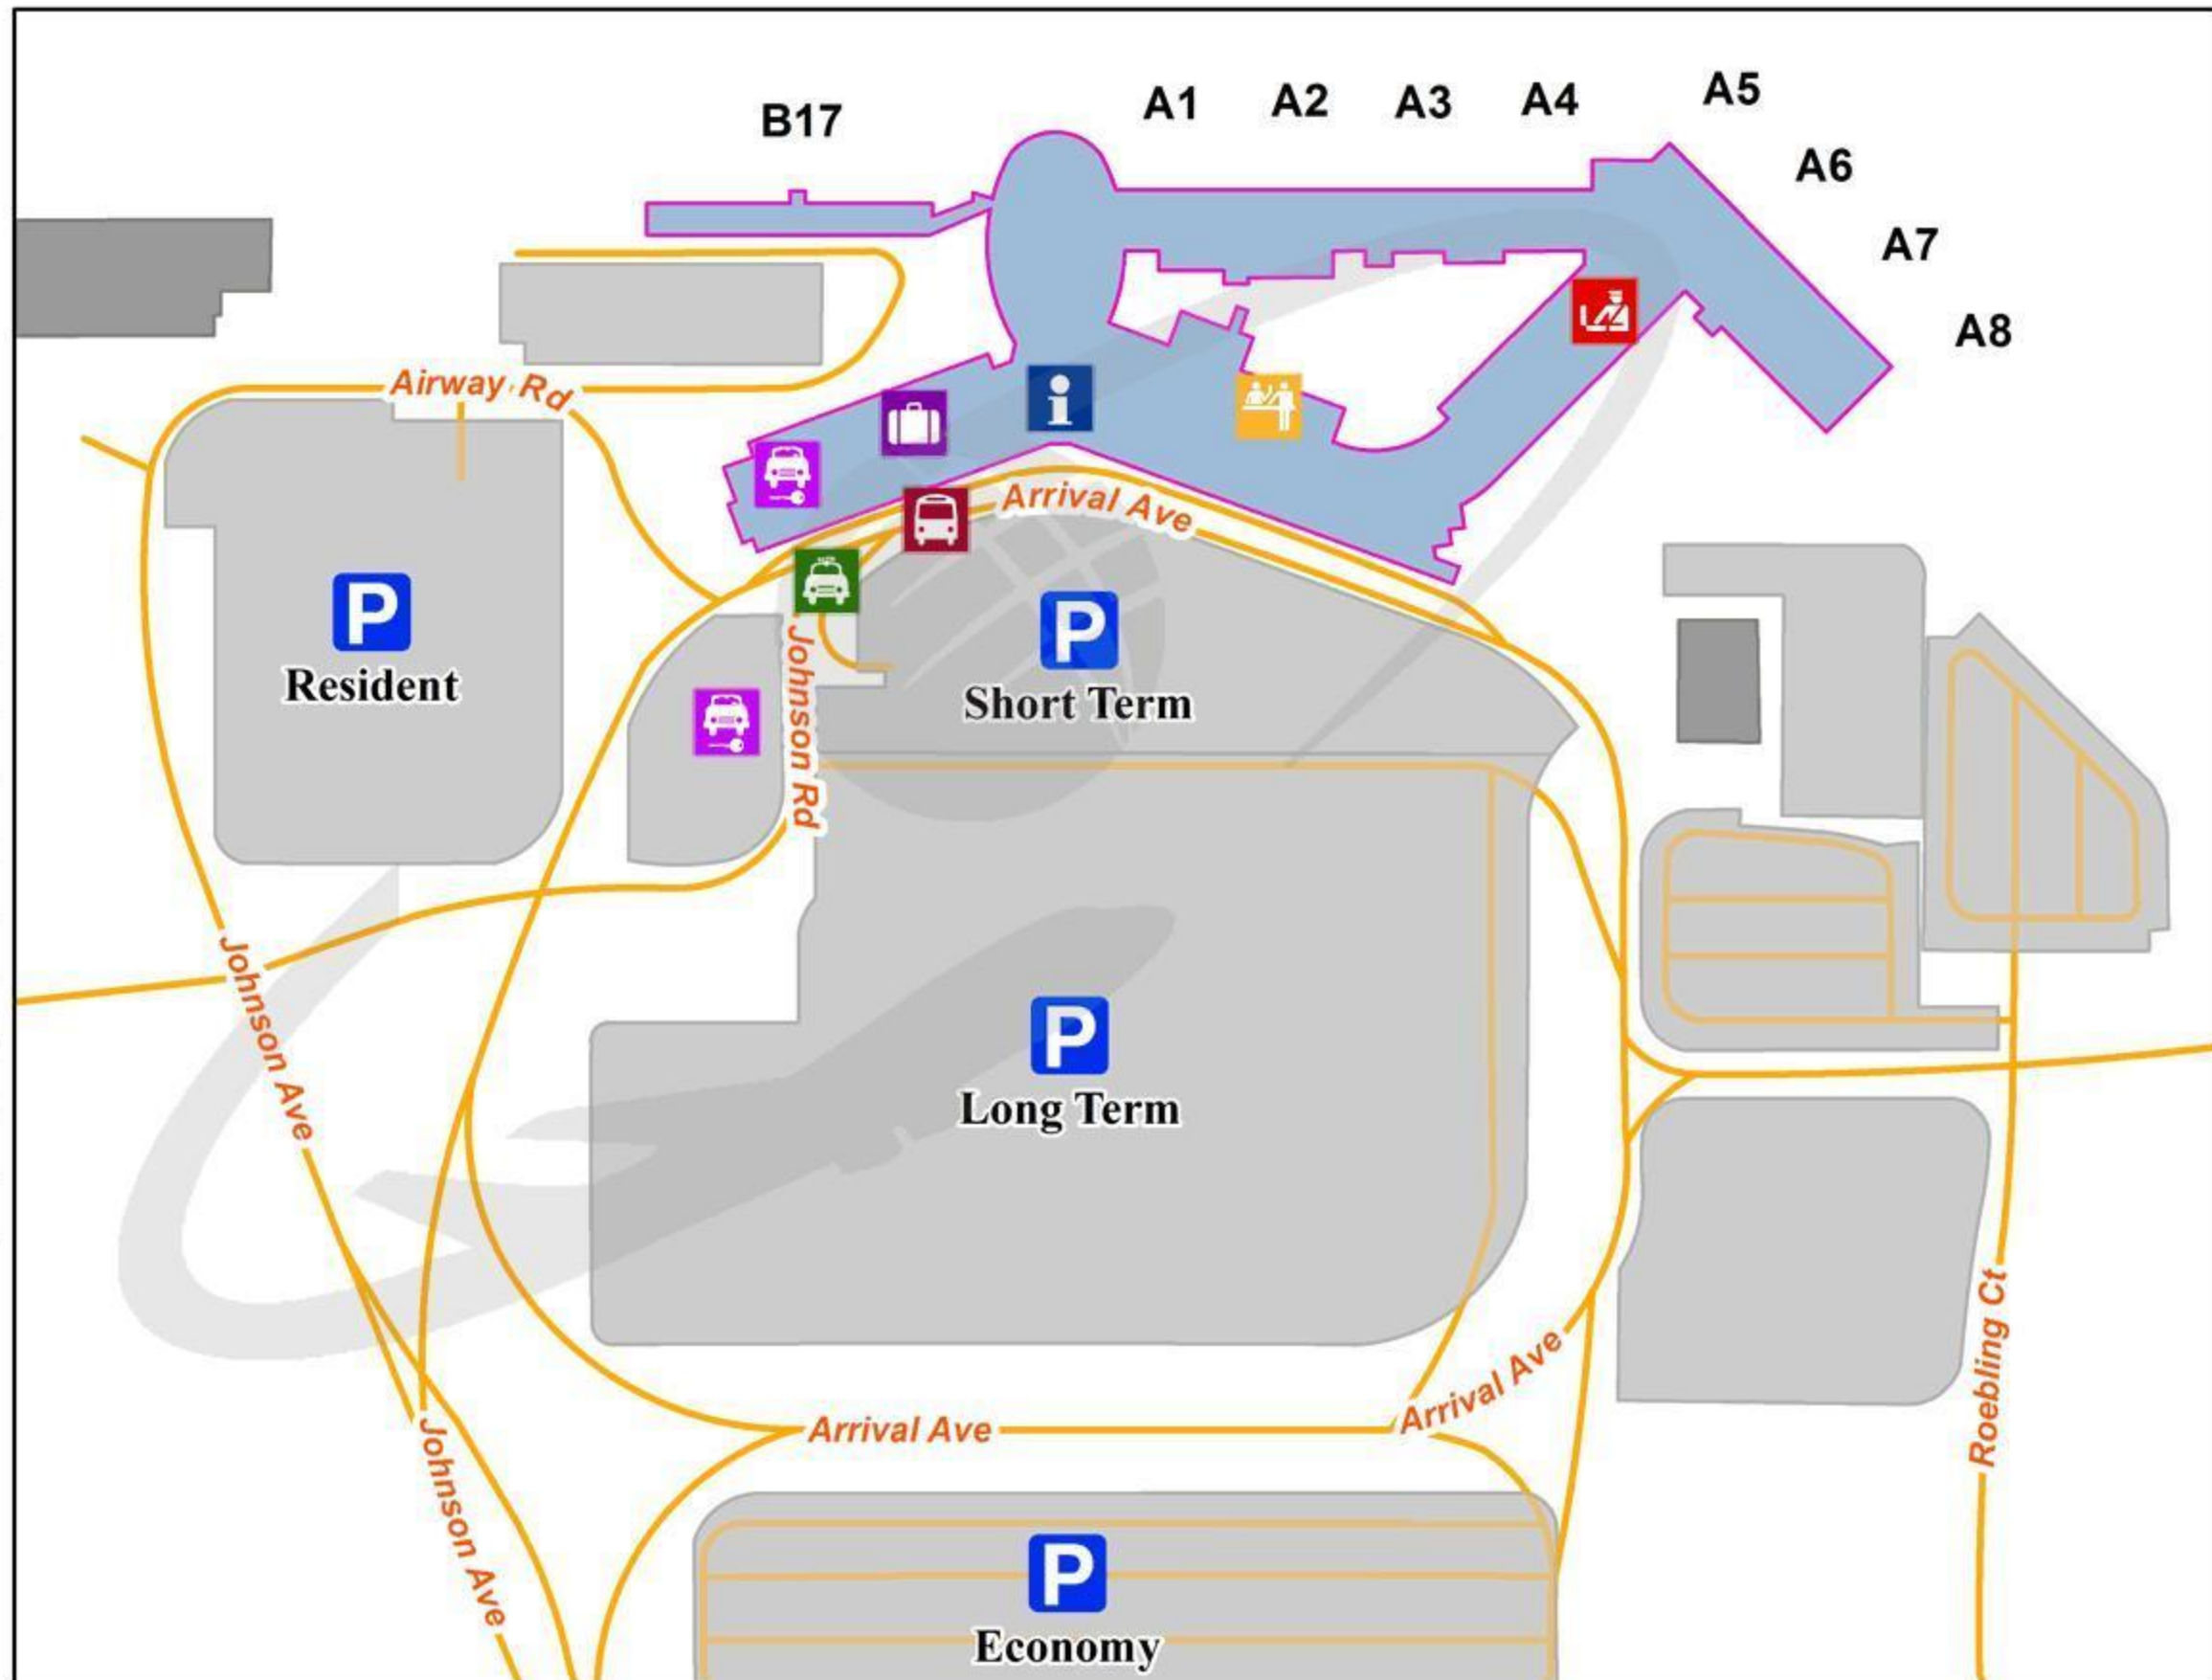 A5
A1
A2
A3
A4
B17
A6
A7
A8
Airway Rd
Arrival Ave
P
Resident
P
Short Term
Johnson Rd
Johnson Ave
P
Long Term
Arrival Ave
Arrival Ave
Roebling Ct
Johnson Ave
P
Economy